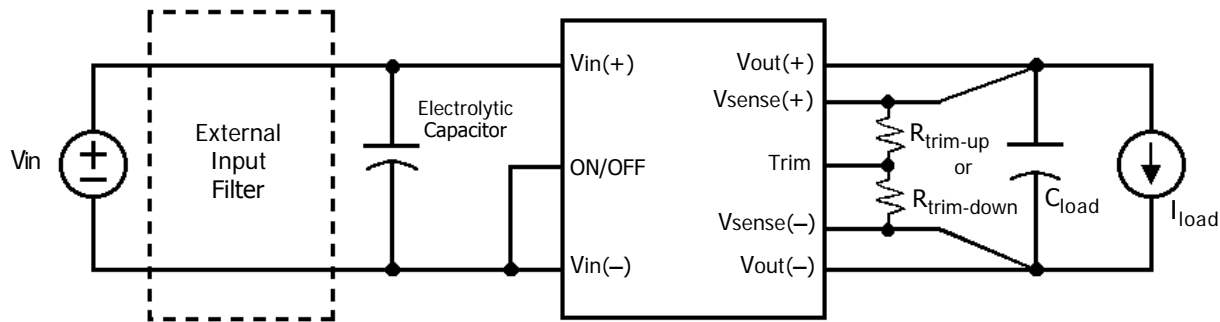 Vin
+
−
External
Input
Filter
Electrolytic
Capacitor
Vin(+)
ON/OFF
Vin(−)
Vout(+)
Vsense(+)
Trim
Vsense(−)
Vout(−)
Rtrim-up
or
Rtrim-down
Cload
Iload